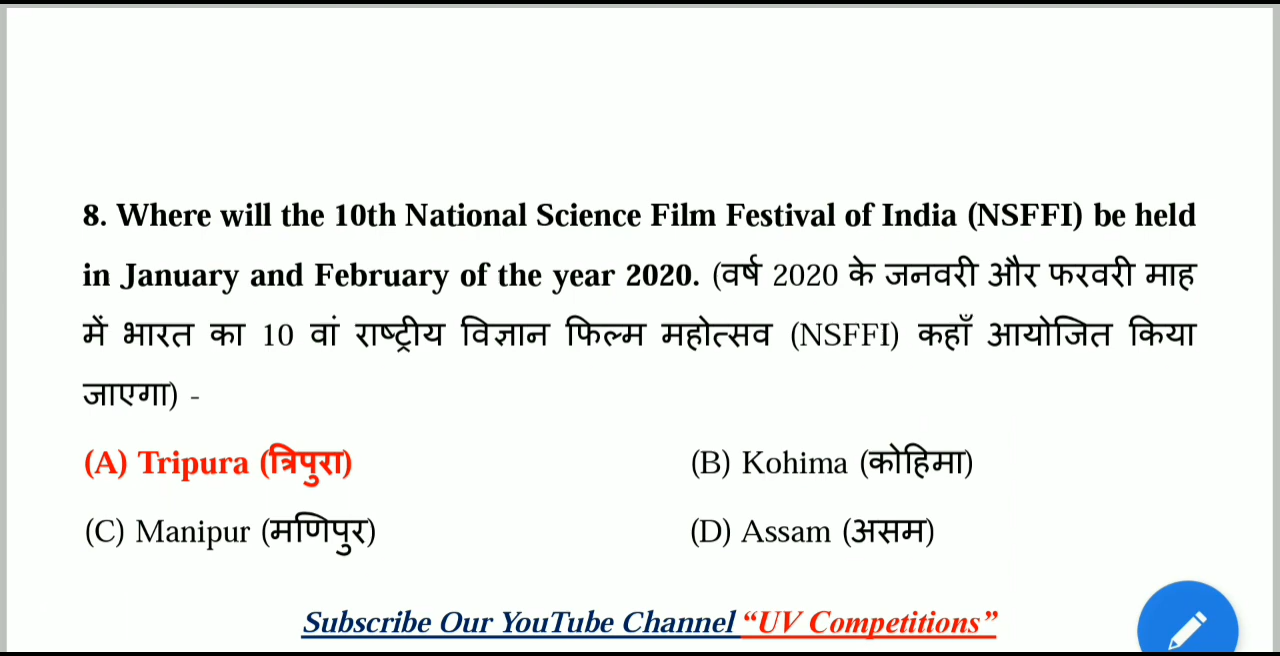 8. Where will the 10th National Science Film Festival of India (NSFFI) be held
in January and February of the year 2020. (वर्ष 2020 के जनवरी और फरवरी माह
में भारत का 10 वां राष्ट्रीय विज्ञान फिल्म महोत्सव (NSFFI) कहाँ आयोजित किया
जाएगा) -
(A) Tripura (त्रिपुरा) (B) Kohima (कोहिमा)
(C) Manipur (मणिपुर) (D) Assam (असम)
Subscribe Our YouTube Channel “UV Competitions”